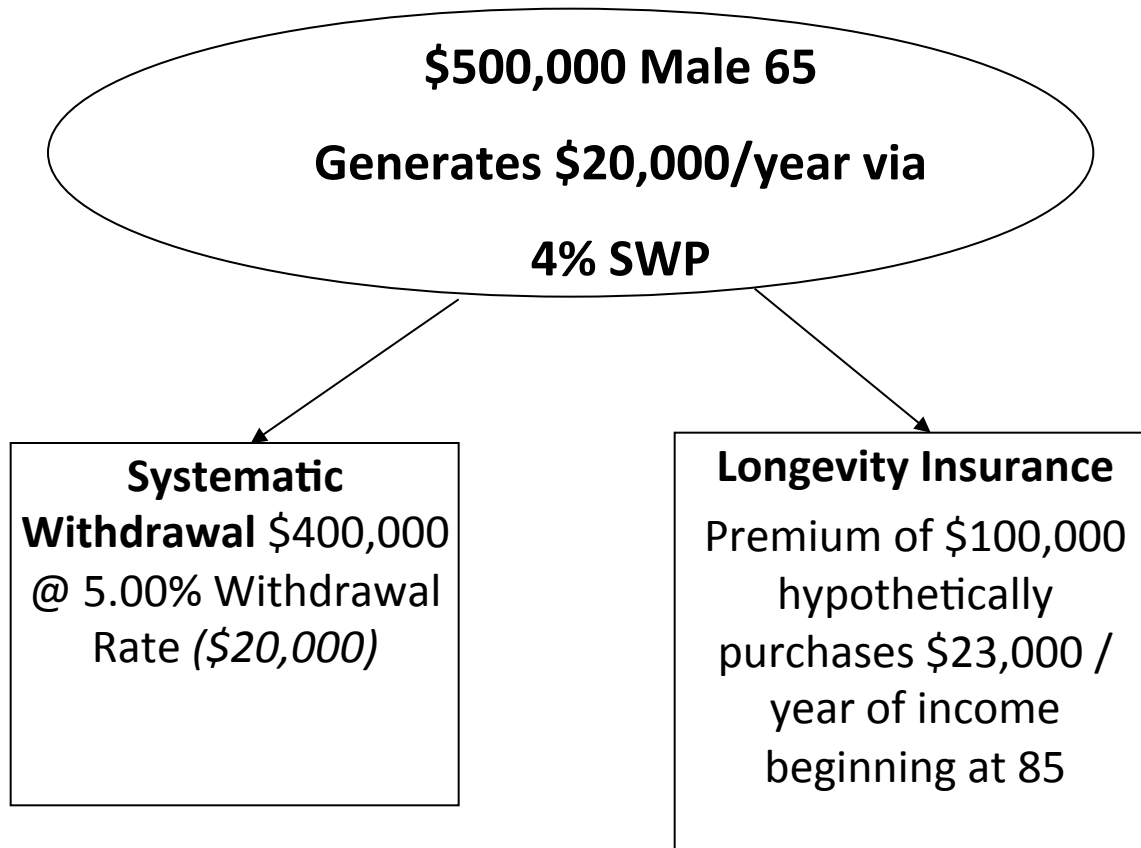 $500,000 Male 65
Generates $20,000/year via
4% SWP
Systematic
Withdrawal $400,000
@ 5.00% Withdrawal
Rate ($20,000)
Longevity Insurance
Premium of $100,000
hypothetically
purchases $23,000 /
year of income
beginning at 85